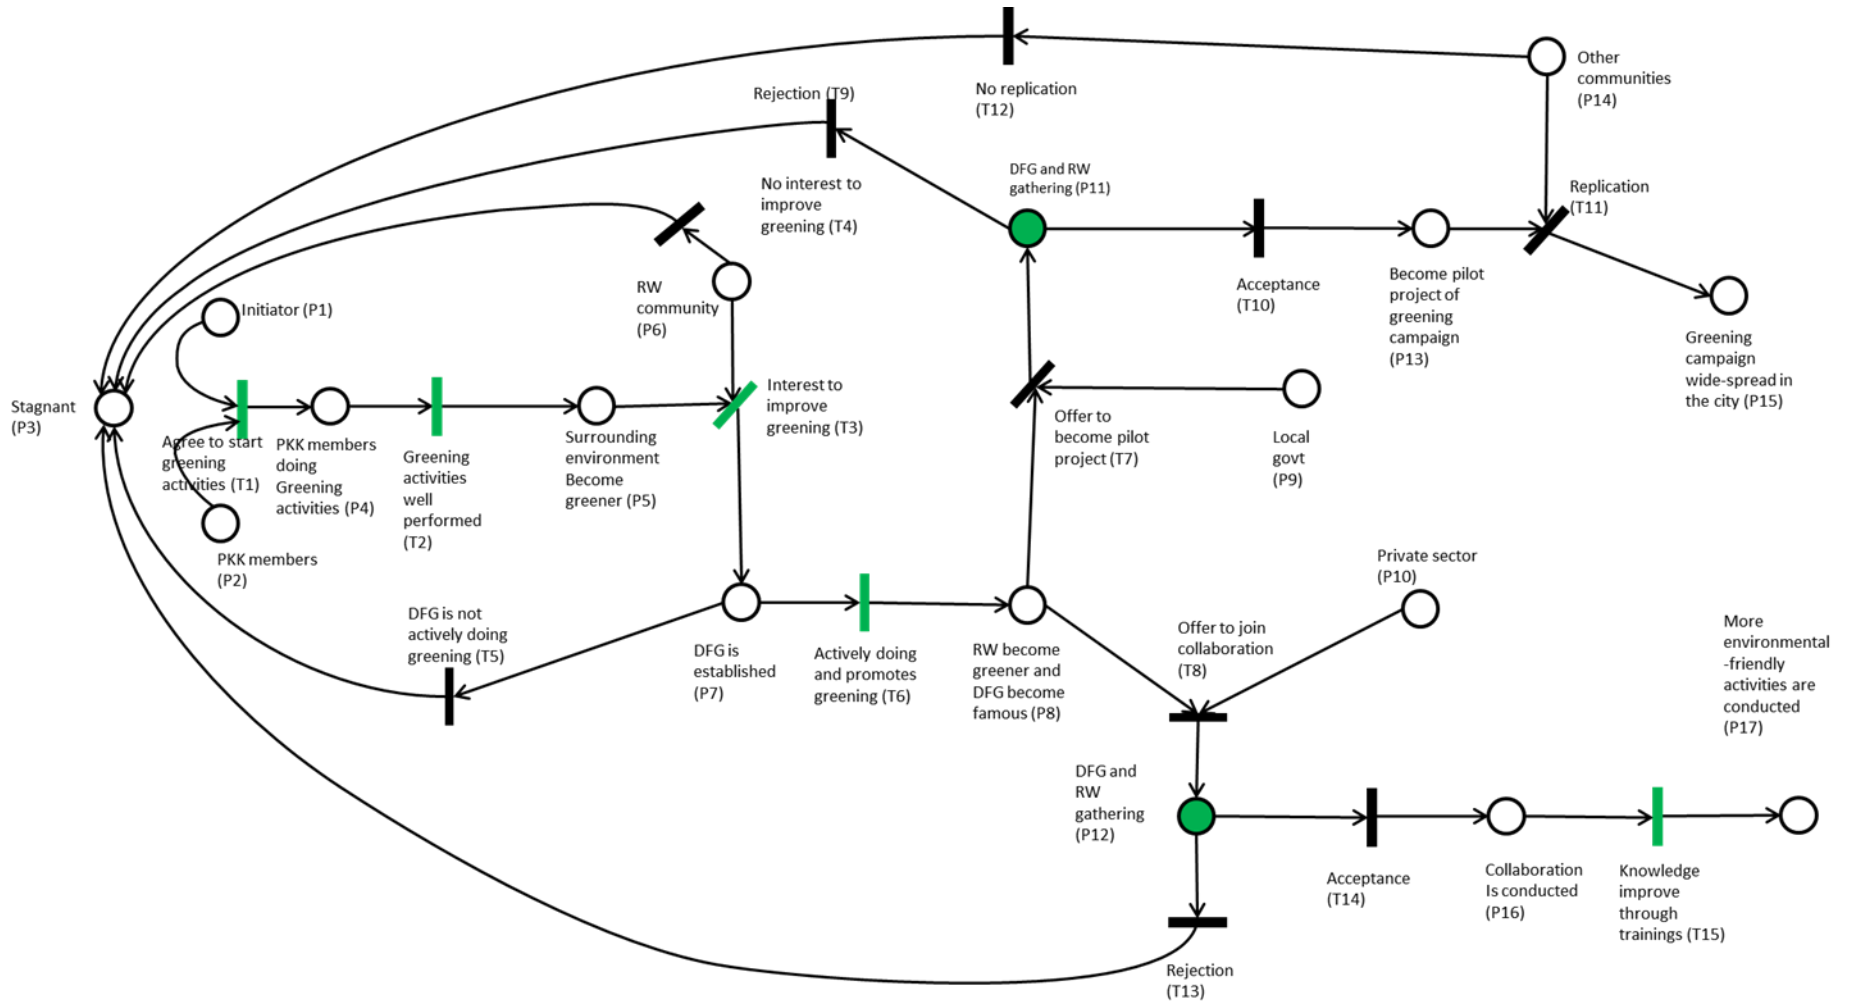 Other
communities
(P14)
No replication
(T12)
Rejection (T9)
DFG and RW
gathering (P11)
No interest to
improve
greening (T4)
Replication
(T11)
RW
community
(P6)
Initiator (P1)
Acceptance
(T10)
Become pilot
project of
greening
campaign
(P13)
Greening
campaign
wide-spread in
the city (P15)
Stagnant
(P3)
Interest to
improve
greening (T3)
Agree to start
greening
activities (T1)
PKK members
doing
Greening
activities (P4)
Greening
activities
well
performed
(T2)
Surrounding
environment
Become
greener (P5)
Offer to
become pilot
project (T7)
Local
govt
(P9)
PKK members
(P2)
Private sector
(P10)
DFG is not
actively doing
greening (T5)
DFG is
established
(P7)
Actively doing
and promotes
greening (T6)
RW become
greener and
DFG become
famous (P8)
Offer to join
collaboration
(T8)
More
environmental
-friendly
activities are
conducted
(P17)
DFG and
RW
gathering
(P12)
Acceptance
(T14)
Collaboration
Is conducted
(P16)
Knowledge
improve
through
trainings (T15)
Rejection
(T13)